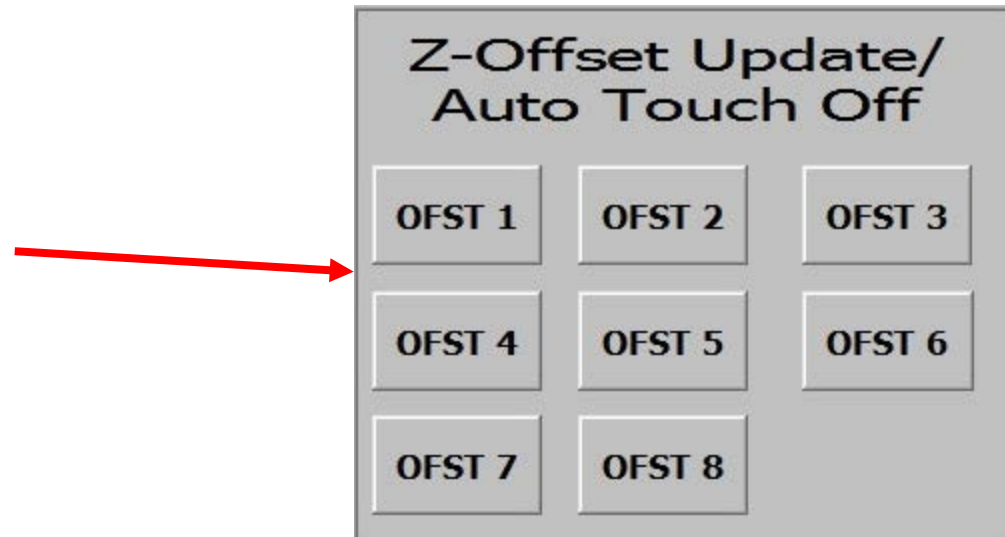 Z-Offset Update/
Auto Touch Off
OFST 1 OFST 2 OFST 3
OFST 4 OFST 5 OFST 6
OFST 7 OFST 8